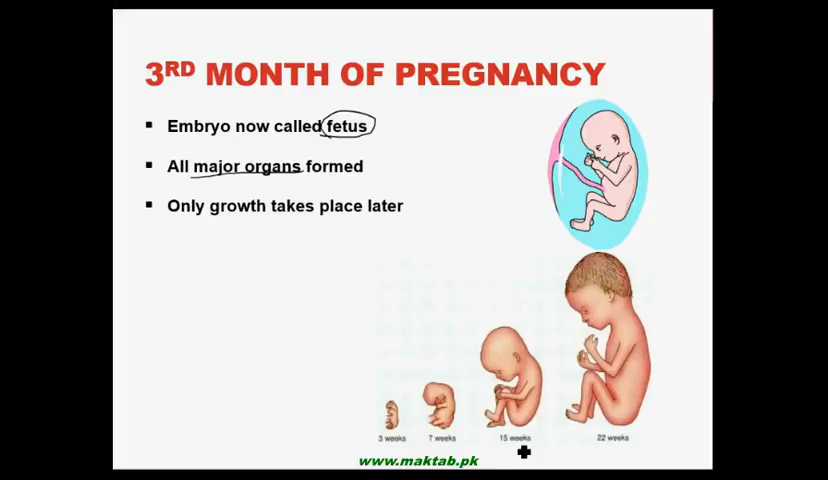 3RD MONTH OF PREGNANCY
Embryo now called fetus
All major organs formed
Only growth takes place later
3 weeks 7 weeks 15 weeks 22 weeks
www.maktab.pk